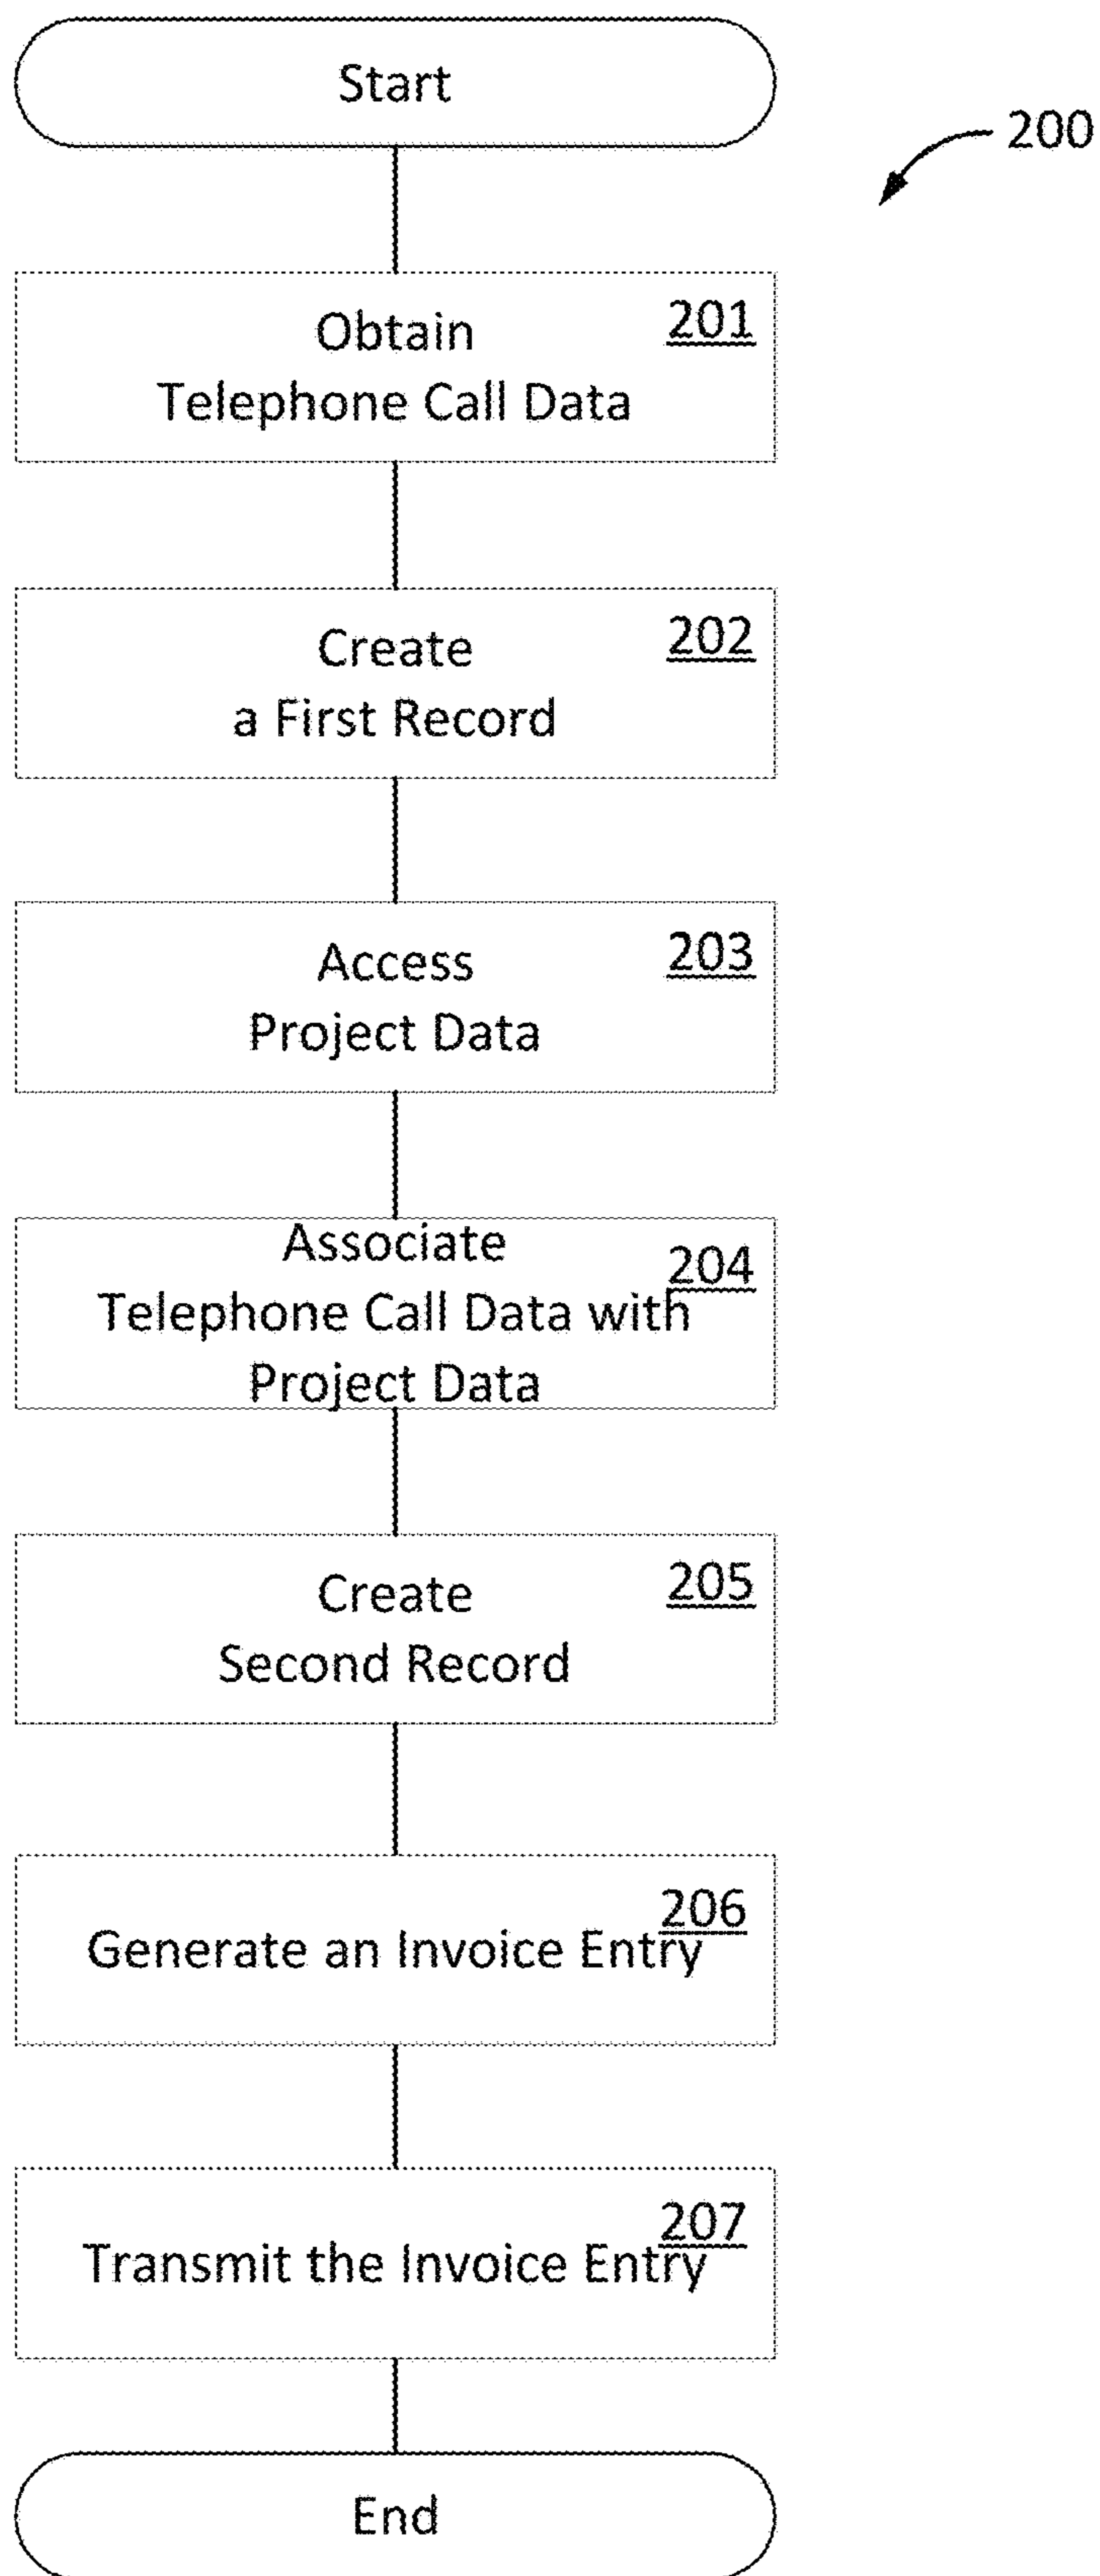 Start
200
201
Obtain
Telephone Call Data
202
Create
a First Record
203
Access
Project Data
204
Associate
Telephone Call Data with
Project Data
205
Create
Second Record
206
Generate an Invoice Entry
207
Transmit the Invoice Entry
End